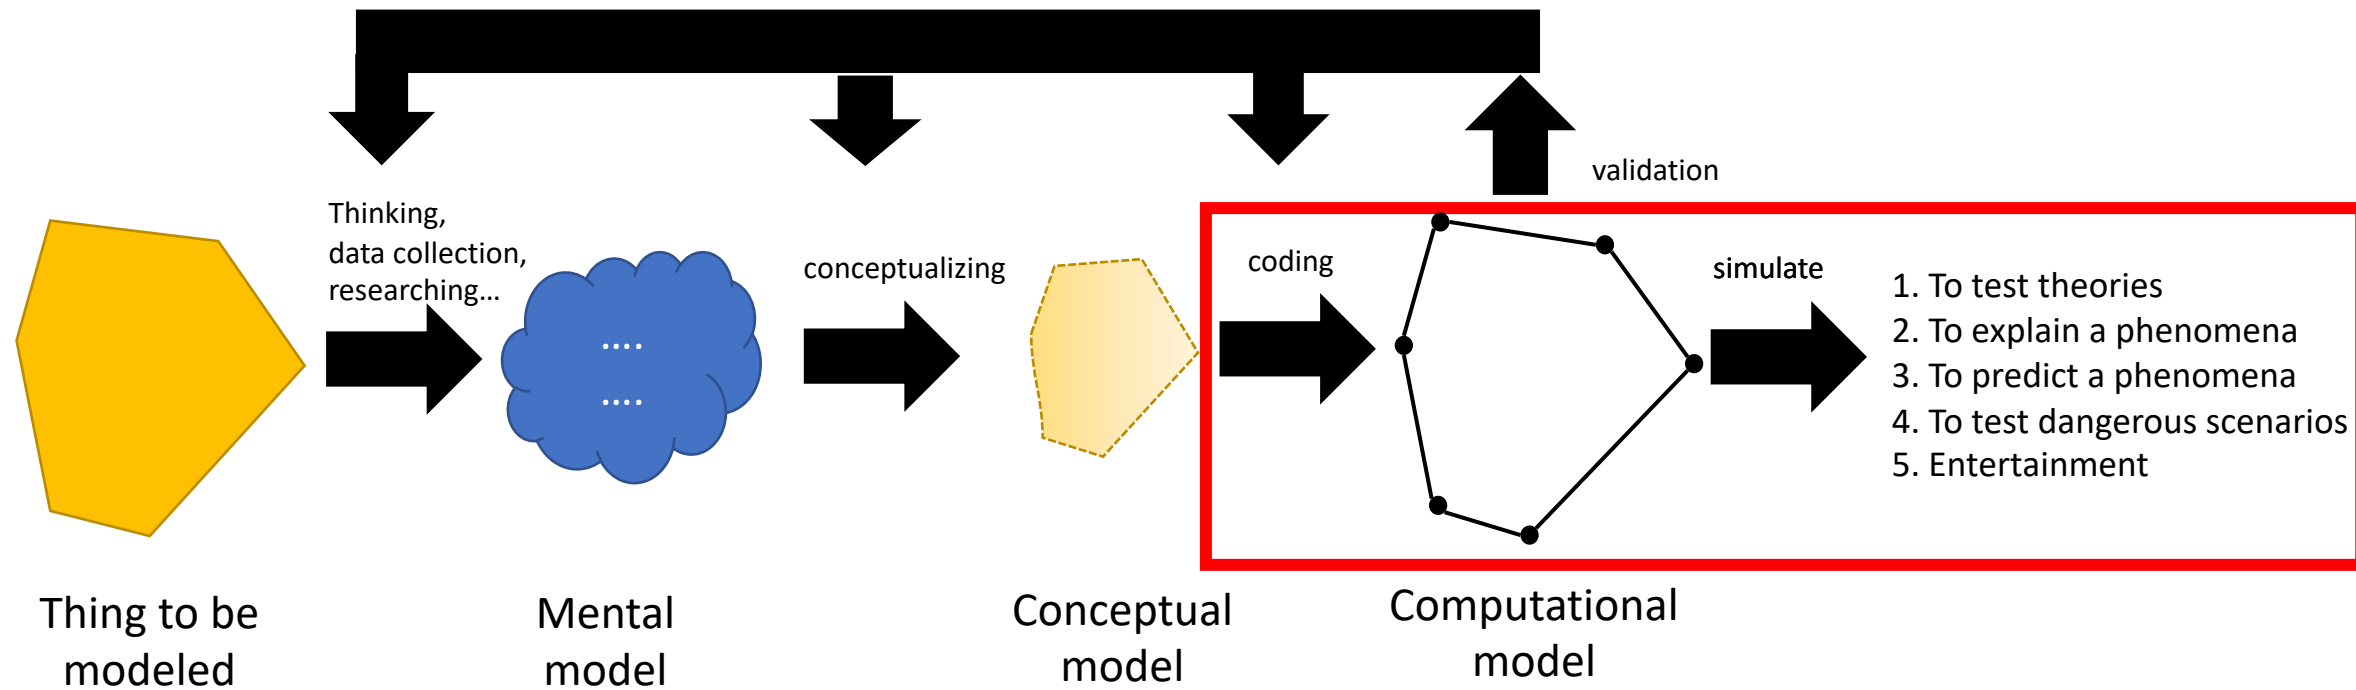 validation
Thinking,
data collection,
researching...
conceptualizing
coding
simulate
1. To test theories
2. To explain a phenomena
3. To predict a phenomena
4. To test dangerous scenarios
5. Entertainment
....
....
Thing to be
modeled
Mental
model
Conceptual
model
Computational
model